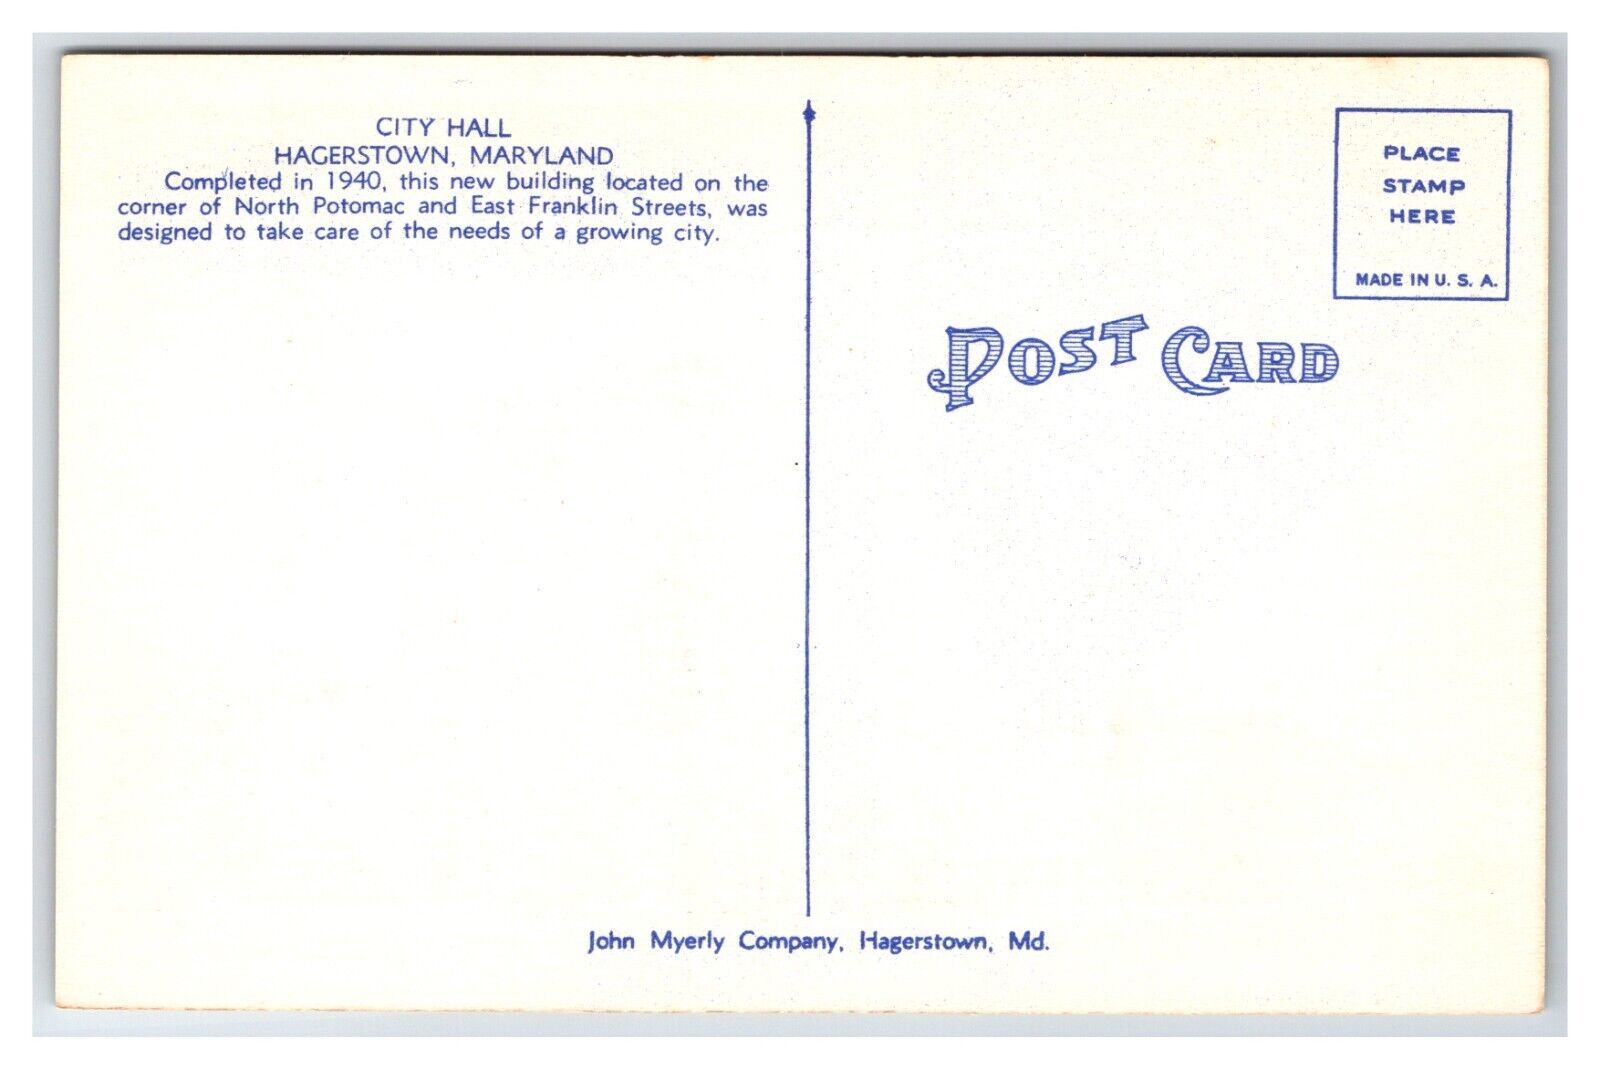 CITY HALL
HAGERSTOWN, MARYLAND
Completed in 1940, this new building located on the
corner of North Potomac and East Franklin Streets, was
designed to take care of the needs of a growing city.
PLACE
STAMP
HERE
MADE IN U. S. A.
POST CARD
John Myerly Company, Hagerstown, Md.